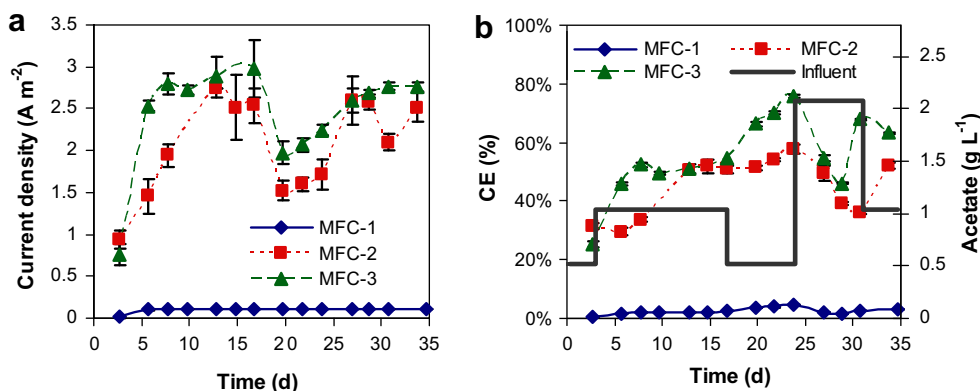 a
3.5
3
2.5
2
1.5
1
0.5
0
Current density (A m-2)
0 5 10 15 20 25 30 35
Time (d)
MFC-1
MFC-2
MFC-3
b
100%
80%
60%
40%
20%
0%
CE (%)
MFC-1 MFC-2
MFC-3 Influent
2.5
2
1.5
1
0.5
0
Acetate (g L-1)
0 5 10 15 20 25 30 35
Time (d)